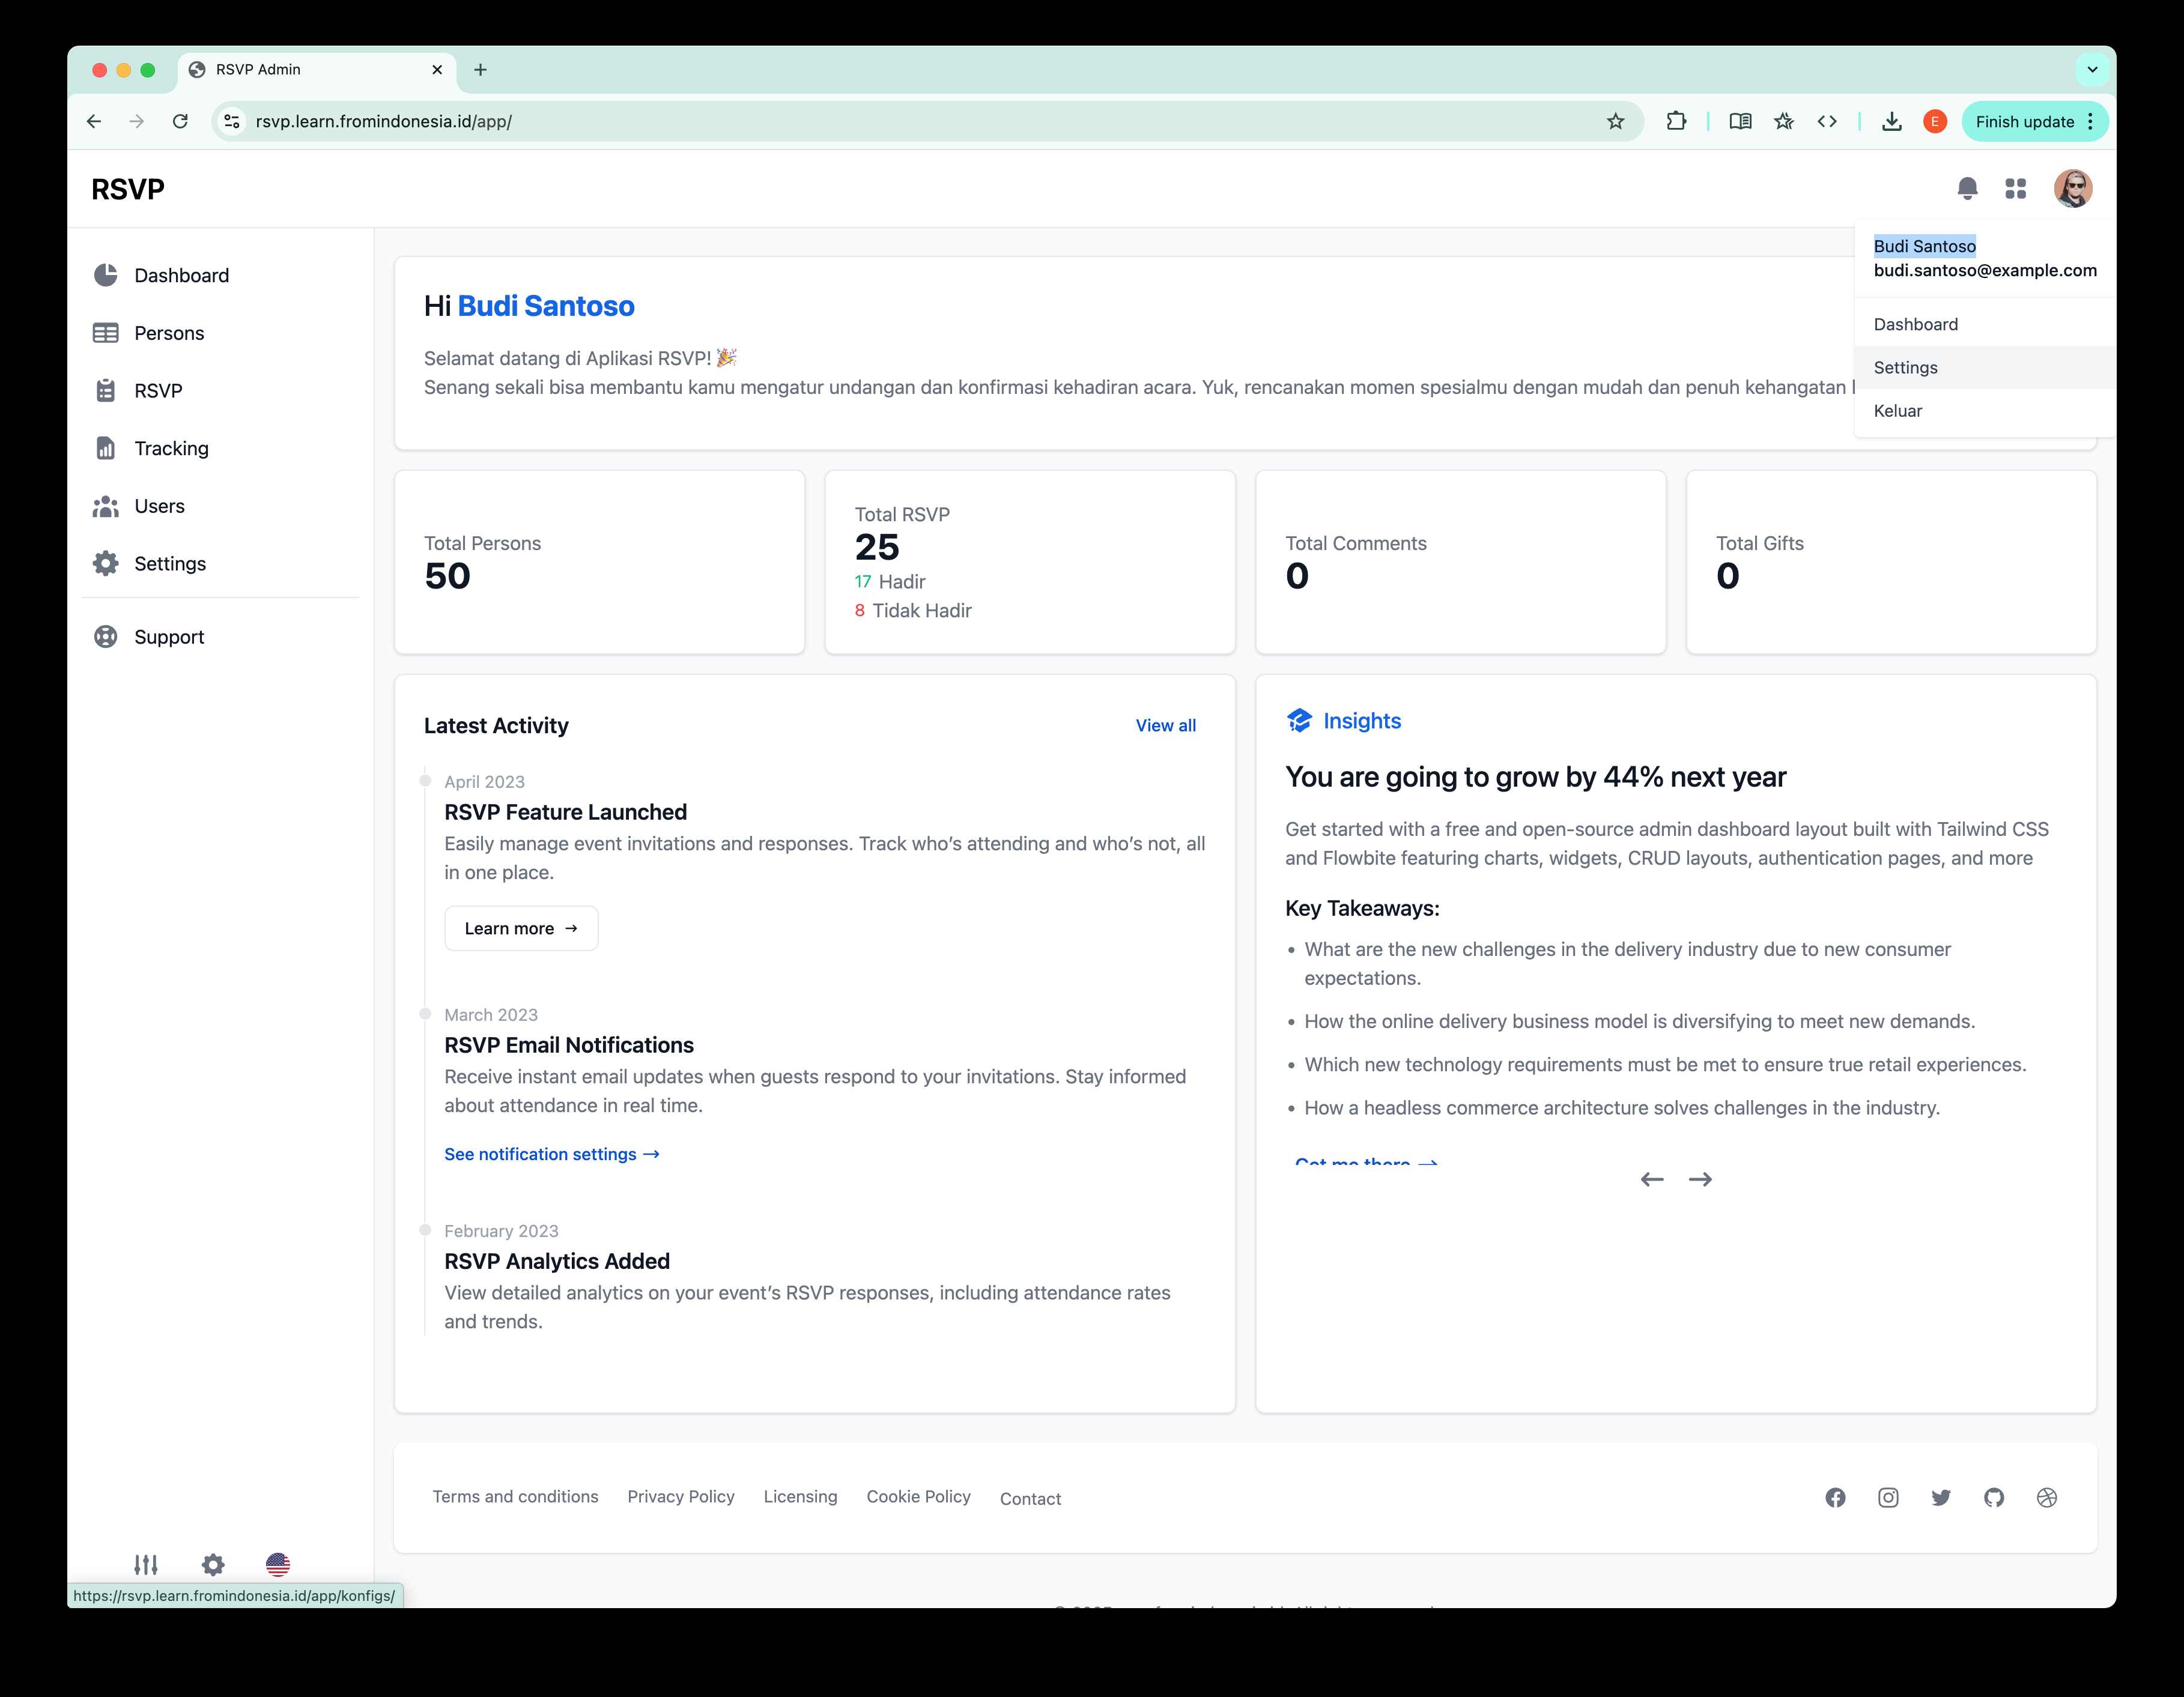 RSVP Admin
rsvp.learn.fromindonesia.id/app/
E
Finish update
RSVP
Budi Santoso
budi.santoso@example.com
Dashboard
Settings
Keluar
Dashboard
Persons
RSVP
Tracking
Users
Settings
Support
Hi Budi Santoso
Selamat datang di Aplikasi RSVP! 🎉
Senang sekali bisa membantu kamu mengatur undangan dan konfirmasi kehadiran acara. Yuk, rencanakan momen spesialmu dengan mudah dan penuh kehangatan
Total Persons
50
Total RSVP
25
17 Hadir
8 Tidak Hadir
Total Comments
0
Total Gifts
0
Latest Activity
View all
April 2023
RSVP Feature Launched
Easily manage event invitations and responses. Track who’s attending and who’s not, all
in one place.
Learn more →
March 2023
RSVP Email Notifications
Receive instant email updates when guests respond to your invitations. Stay informed
about attendance in real time.
See notification settings →
February 2023
RSVP Analytics Added
View detailed analytics on your event’s RSVP responses, including attendance rates
and trends.
Insights
You are going to grow by 44% next year
Get started with a free and open-source admin dashboard layout built with Tailwind CSS
and Flowbite featuring charts, widgets, CRUD layouts, authentication pages, and more
Key Takeaways:
• What are the new challenges in the delivery industry due to new consumer
expectations.
• How the online delivery business model is diversifying to meet new demands.
• Which new technology requirements must be met to ensure true retail experiences.
• How a headless commerce architecture solves challenges in the industry.
Get me there →
Terms and conditions
Privacy Policy
Licensing
Cookie Policy
Contact
https://rsvp.learn.fromindonesia.id/app/konfigs/